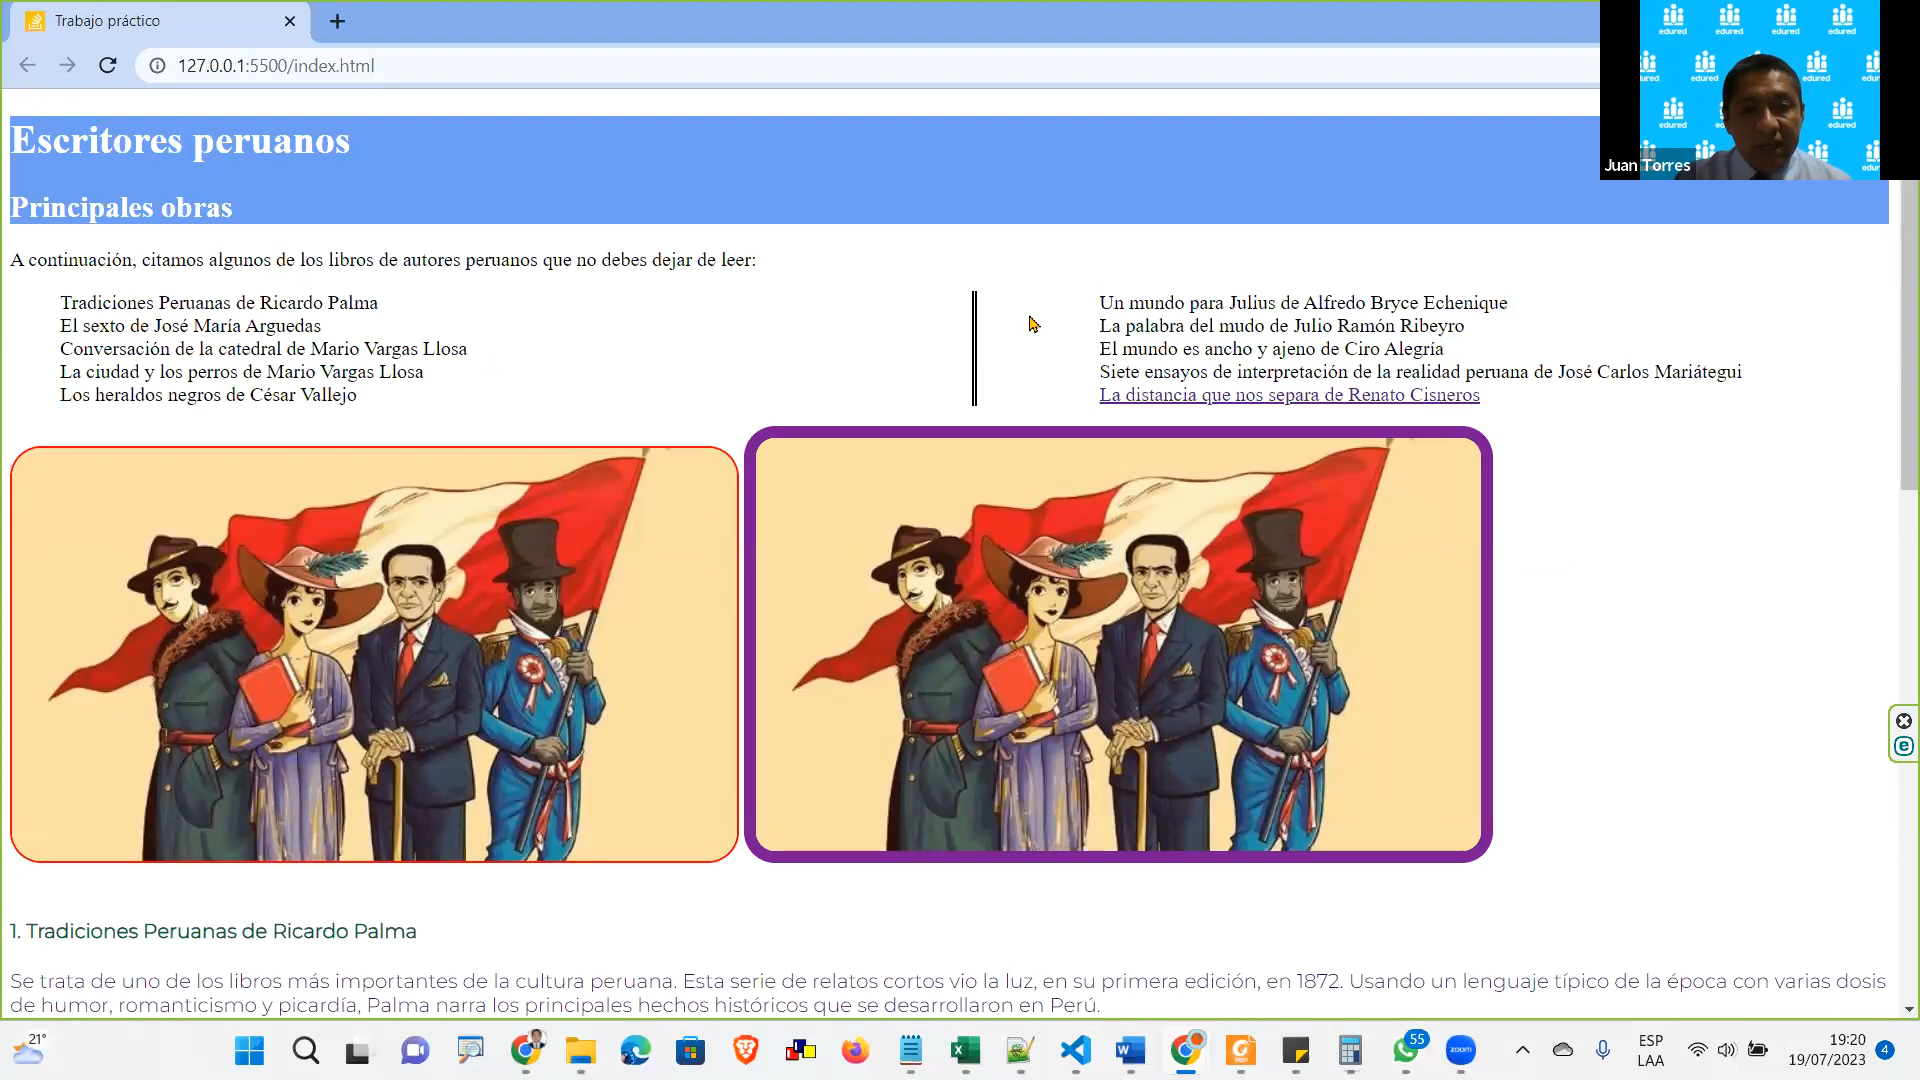 Trabajo práctico
127.0.0.1:5500/index.html
edured edured edured edured
edured
edured
edured
Juan Torres
Escritores peruanos
Principales obras
A continuación, citamos algunos de los libros de autores peruanos que no debes dejar de leer:
Tradiciones Peruanas de Ricardo Palma
El sexto de José María Arguedas
Conversación de la catedral de Mario Vargas Llosa
La ciudad y los perros de Mario Vargas Llosa
Los heraldos negros de César Vallejo
Un mundo para Julius de Alfredo Bryce Echenique
La palabra del mudo de Julio Ramón Ribeyro
El mundo es ancho y ajeno de Ciro Alegría
Siete ensayos de interpretación de la realidad peruana de José Carlos Mariátegui
La distancia que nos separa de Renato Cisneros
1. Tradiciones Peruanas de Ricardo Palma
Se trata de uno de los libros más importantes de la cultura peruana. Esta serie de relatos cortos vio la luz, en su primera edición, en 1872. Usando un lenguaje típico de la época con varias dosis
de humor, romanticismo y picardía, Palma narra los principales hechos históricos que se desarrollaron en Perú.
21°
55
zoom
ESP
LAA
19:20
19/07/2023
4